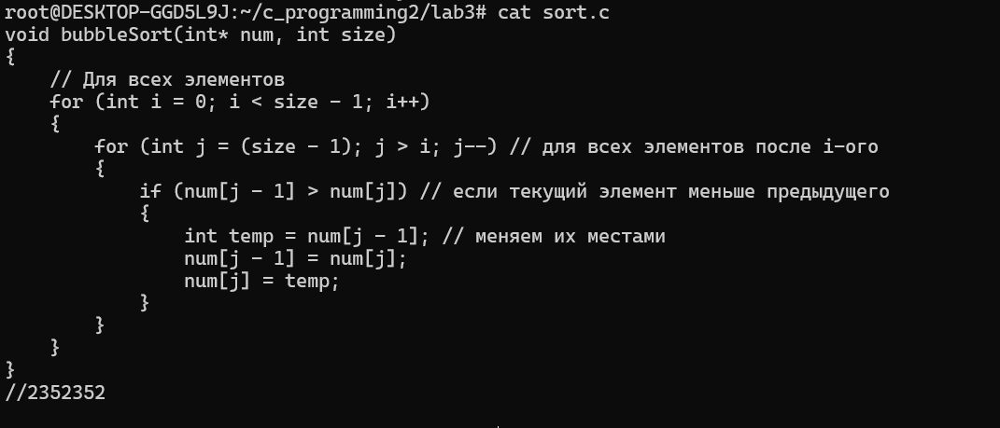 root@DESKTOP-GGD5L9J:~/c_programming2/lab3# cat sort.c
void bubbleSort(int* num, int size)
{
    // Для всех элементов
    for (int i = 0; i < size - 1; i++)
    {
        for (int j = (size - 1); j > i; j--) // для всех элементов после i-ого
        {
            if (num[j - 1] > num[j]) // если текущий элемент меньше предыдущего
            {
                int temp = num[j - 1]; // меняем их местами
                num[j - 1] = num[j];
                num[j] = temp;
            }
        }
    }
}
//2352352